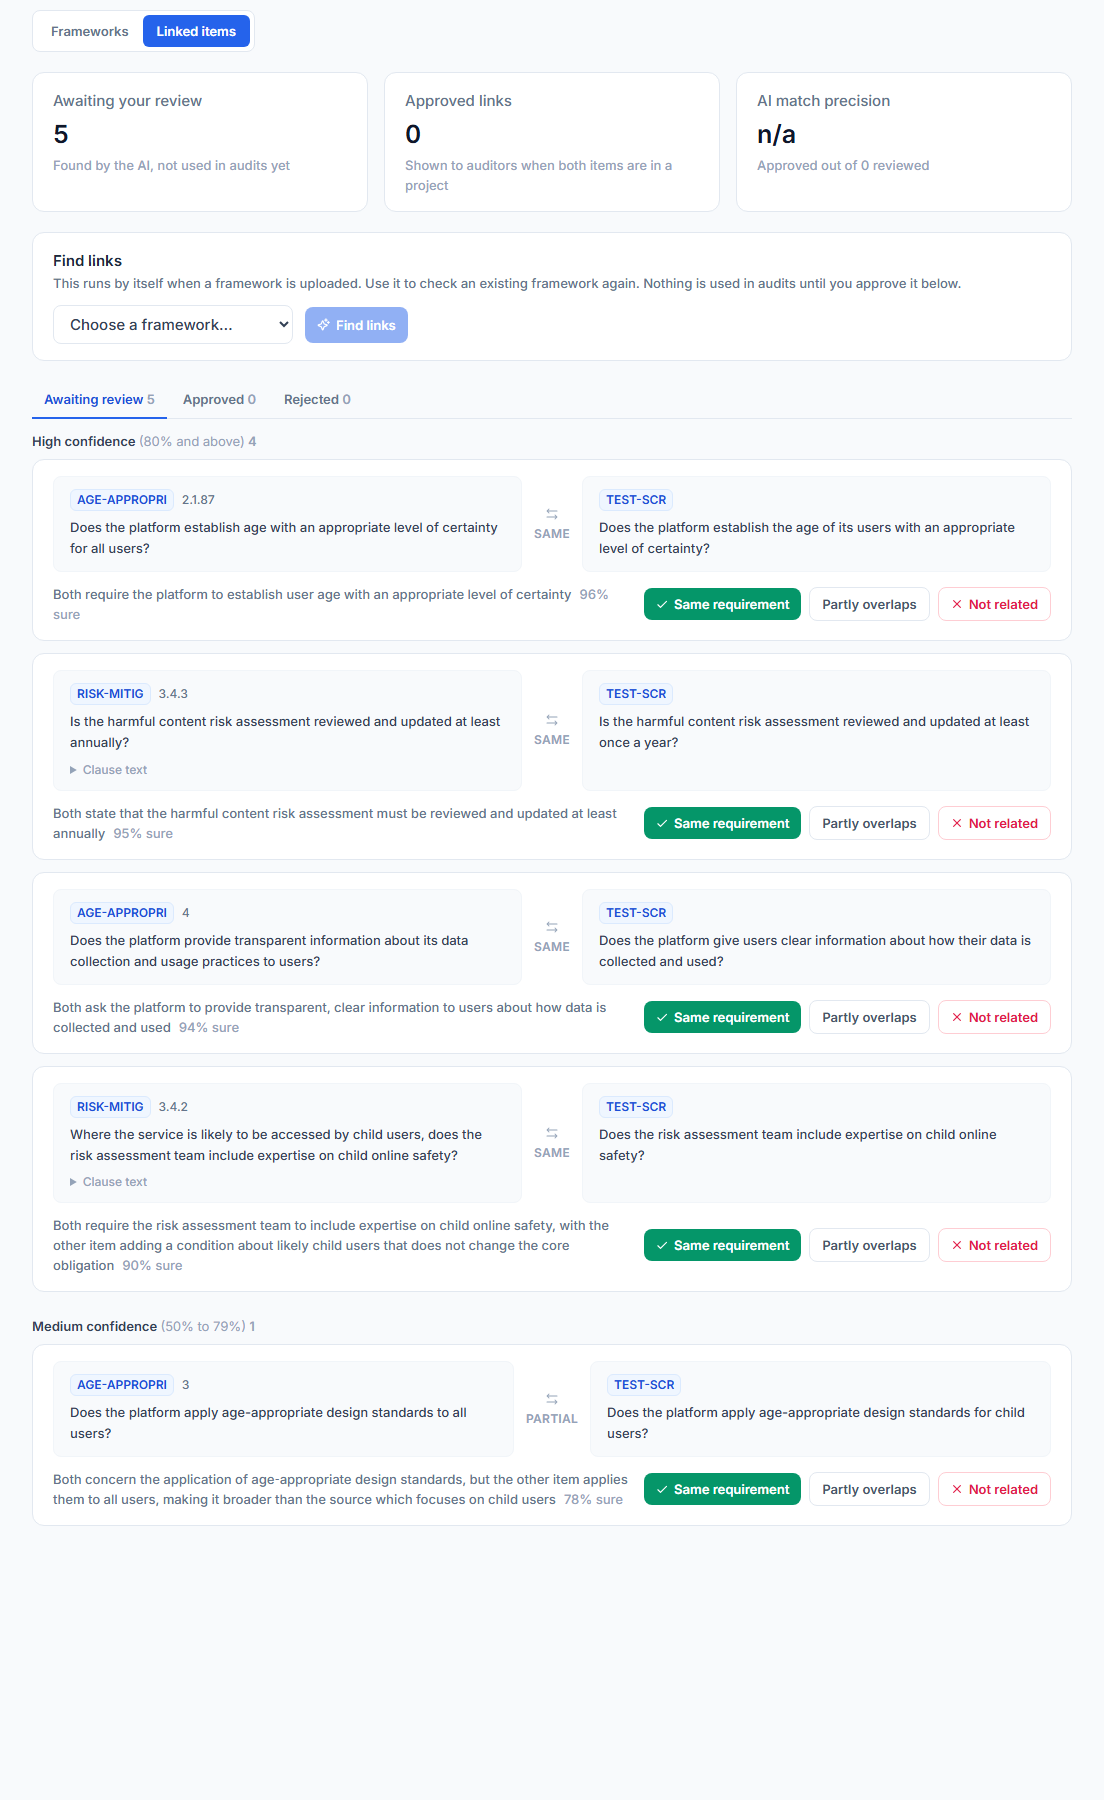 Frameworks
Linked items
Awaiting your review
5
Found by the AI, not used in audits yet
Approved links
0
Shown to auditors when both items are in a
project
AI match precision
n/a
Approved out of 0 reviewed
Find links
This runs by itself when a framework is uploaded. Use it to check an existing framework again. Nothing is used in audits until you approve it below.
Choose a framework...
Find links
Awaiting review 5
Approved 0
Rejected 0
High confidence (80% and above) 4
AGE-APPROPRI 2.1.87
Does the platform establish age with an appropriate level of certainty
for all users?
SAME
TEST-SCR
Does the platform establish the age of its users with an appropriate
level of certainty?
Both require the platform to establish user age with an appropriate level of certainty 96%
sure
Same requirement
Partly overlaps
Not related
RISK-MITIG 3.4.3
Is the harmful content risk assessment reviewed and updated at least
annually?
Clause text
SAME
TEST-SCR
Is the harmful content risk assessment reviewed and updated at least
once a year?
Both state that the harmful content risk assessment must be reviewed and updated at least
annually 95% sure
Same requirement
Partly overlaps
Not related
AGE-APPROPRI 4
Does the platform provide transparent information about its data
collection and usage practices to users?
SAME
TEST-SCR
Does the platform give users clear information about how their data is
collected and used?
Both ask the platform to provide transparent, clear information to users about how data is
collected and used 94% sure
Same requirement
Partly overlaps
Not related
RISK-MITIG 3.4.2
Where the service is likely to be accessed by child users, does the
risk assessment team include expertise on child online safety?
Clause text
SAME
TEST-SCR
Does the risk assessment team include expertise on child online
safety?
Both require the risk assessment team to include expertise on child online safety, with the
other item adding a condition about likely child users that does not change the core
obligation 90% sure
Same requirement
Partly overlaps
Not related
Medium confidence (50% to 79%) 1
AGE-APPROPRI 3
Does the platform apply age-appropriate design standards to all
users?
PARTIAL
TEST-SCR
Does the platform apply age-appropriate design standards for child
users?
Both concern the application of age-appropriate design standards, but the other item applies
them to all users, making it broader than the source which focuses on child users 78% sure
Same requirement
Partly overlaps
Not related